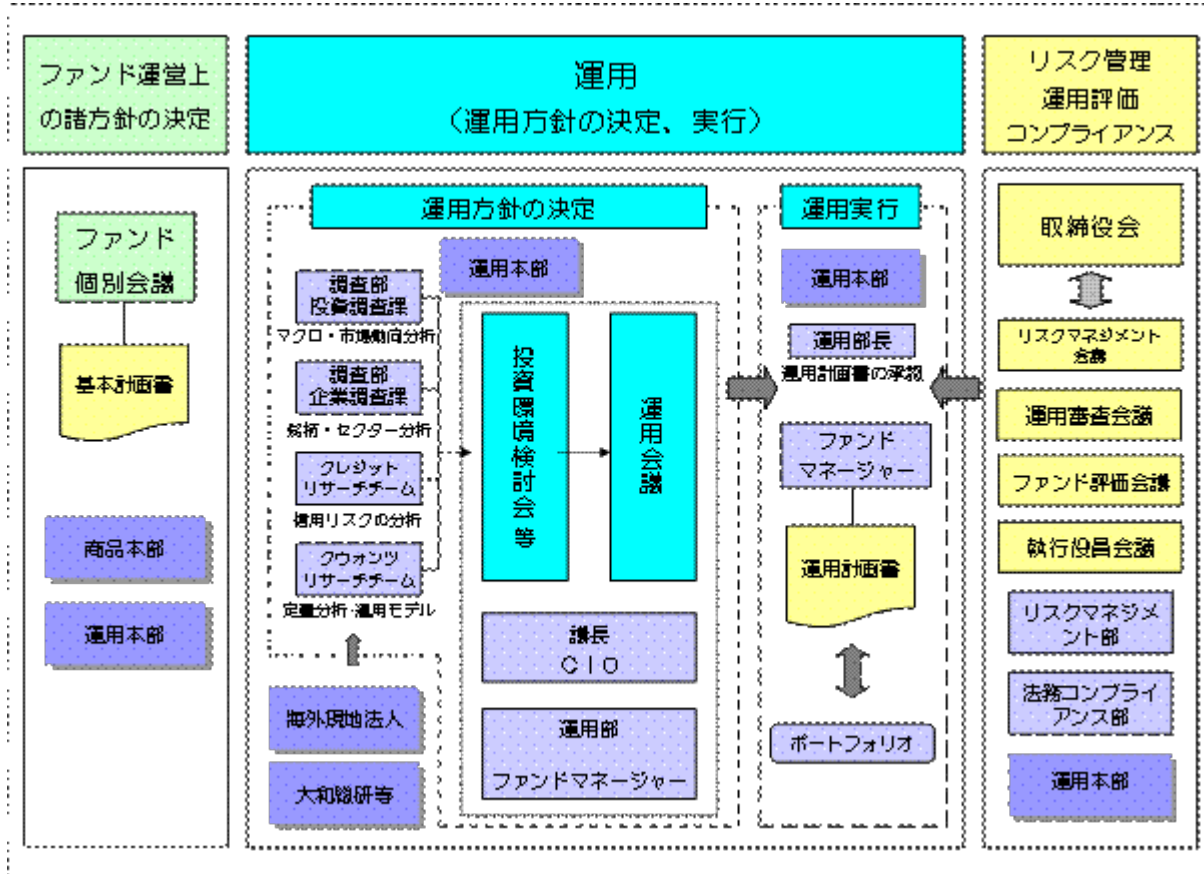 ファンド運営上
の諸方針の決定
運用
（運用方針の決定、実行）
リスク管理
運用評価
コンプライアンス
ファンド
個別会議
基本計画書
商品本部
運用本部
運用方針の決定
運用本部
調査部
投資調査課
マクロ・市場動向分析
調査部
企業調査課
銘柄・セクター分析
クレジット
リサーチチーム
信用リスクの分析
クウォンツ
リサーチチーム
定量分析・運用モデル
海外現地法人
大和総研等
投資環境検討会等
運用会議
議長
ＣＩＯ
運用部
ファンドマネージャー
運用実行
運用本部
運用部長
運用計画書の承認
ファンド
マネージャー
運用計画書
ポートフォリオ
取締役会
リスクマネジメント
会議
運用審査会議
ファンド評価会議
執行役員会議
リスクマネジメ
ント部
法務コンプライ
アンス部
運用本部